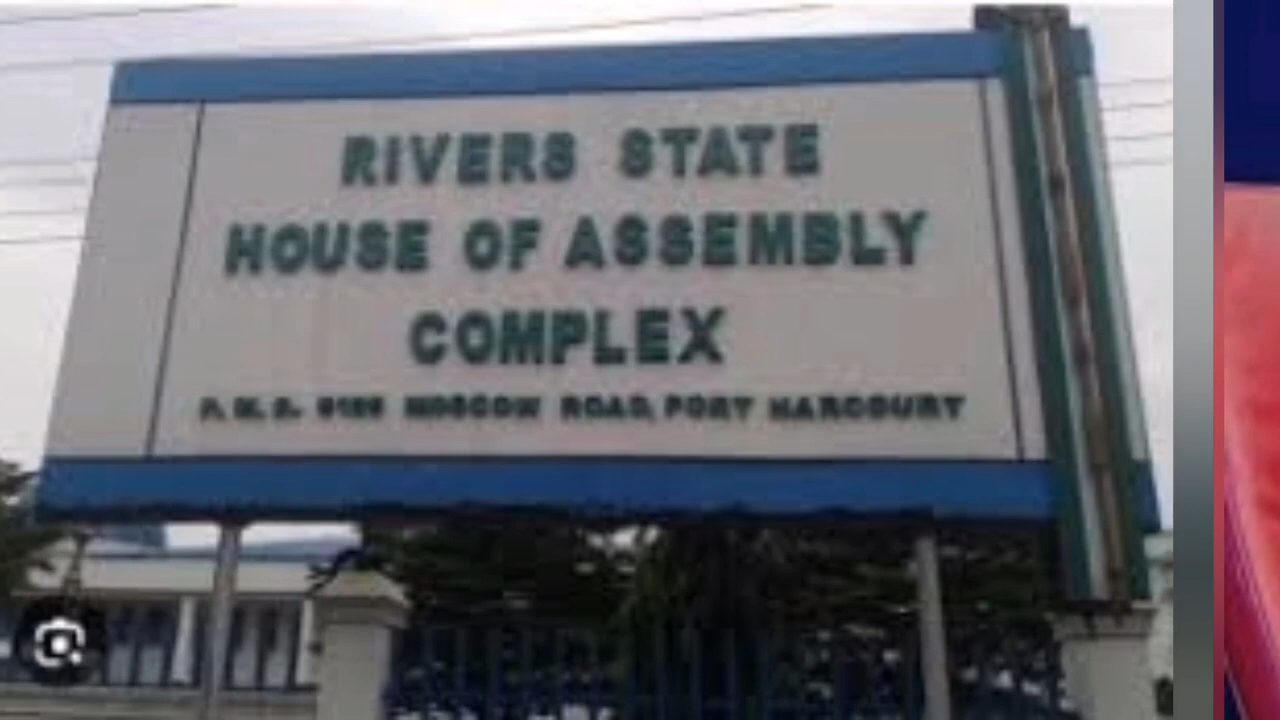 RIVERS STATE
HOUSE OF ASSEMBLY
COMPLEX
P. M. B. MOSCOW ROAD, PORT HARCOURT